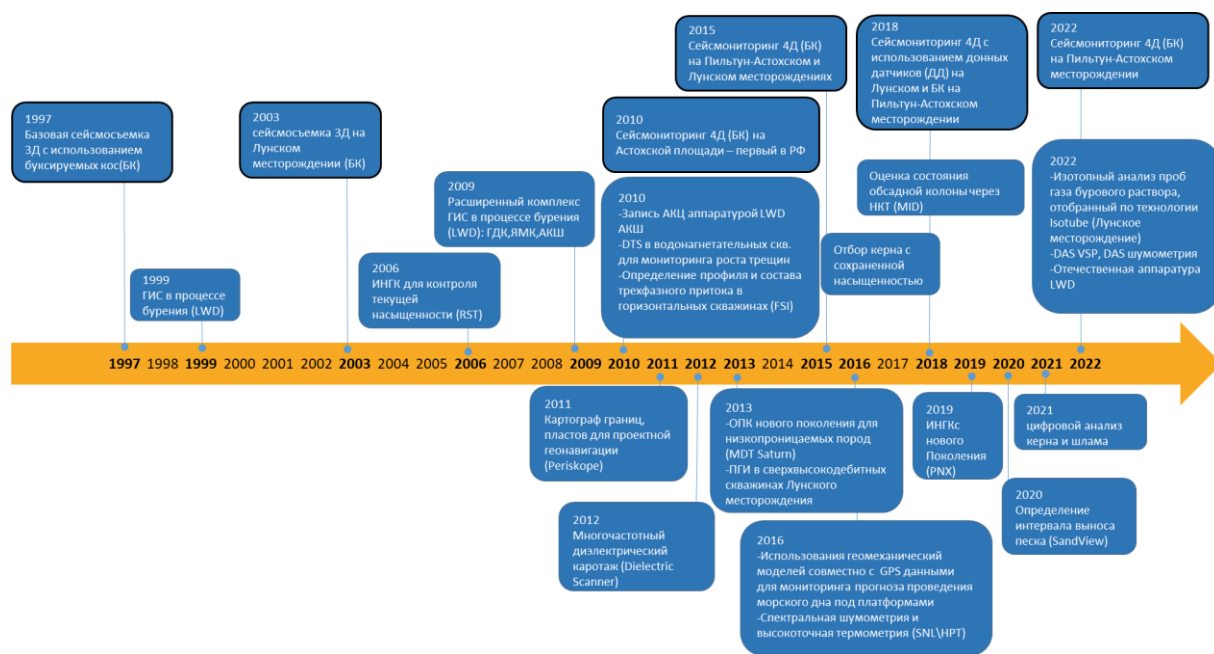 1997
Базовая сейсмосъемка
3Д с использованием
буксируемых кос(БК)
1999
ГИС в процессе
бурения (LWD)
2003
сейсмосъемка 3Д на
Лунском
месторождении (БК)
2006
ИНГК для контроля
текущей
насыщенности (RST)
2009
Расширенный комплекс
ГИС в процессе бурения
(LWD): ГДК,ЯМК,АКШ
2010
Сейсмониторинг 4Д (БК) на
Астохской площади – первый в РФ
2010
-Запись АКЦ аппаратурой LWD
АКШ
-DTS в водонагнетательных скв.
для мониторинга роста трещин
-Определение профиля и состава
трехфазного притока в
горизонтальных скважинах (FSI)
2015
Сейсмониторинг 4Д (БК)
на Пильтун-Астохском и
Лунском месторождениях
Отбор керна с
сохраненной
насыщенностью
2018
Сейсмониторинг 4Д с
использованием донных
датчиков (ДД) на
Лунском и БК на
Пильтун-Астохском
месторождении
Оценка состояния
обсадной колоны через
НКТ (MID)
2022
Сейсмониторинг 4Д (БК)
на Пильтун-Астохском
месторождении
2022
-Изотопный анализ проб
газа бурового раствора,
отобранный по технологии
Isotube (Лунское
месторождение)
-DAS VSP, DAS шумометрия
-Отечественная аппаратура
LWD
1997 1998 1999 2000 2001 2002 2003 2004 2005 2006 2007 2008 2009 2010 2011 2012 2013 2014 2015 2016 2017 2018 2019 2020 2021 2022
2011
Картограф границ,
пластов для проектной
геонавигации
(Periskope)
2012
Многочастотный
диэлектрический
каротаж (Dielectric
Scanner)
2013
-ОПК нового поколения для
низкопроницаемых пород
(MDT Saturn)
-ПГИ в сверхвысокодебитных
скважинах Лунского
месторождения
2016
-Использования геомеханический
моделей совместно с GPS данными
для мониторинга прогноза проведения
морского дна под платформами
-Спектральная шумометрия и
высокоточная термометрия (SNL\HPT)
2019
ИНГКс
нового
Поколения
(PNX)
2020
Определение
интервала выноса
песка (SandView)
2021
цифровой анализ
керна и шлама